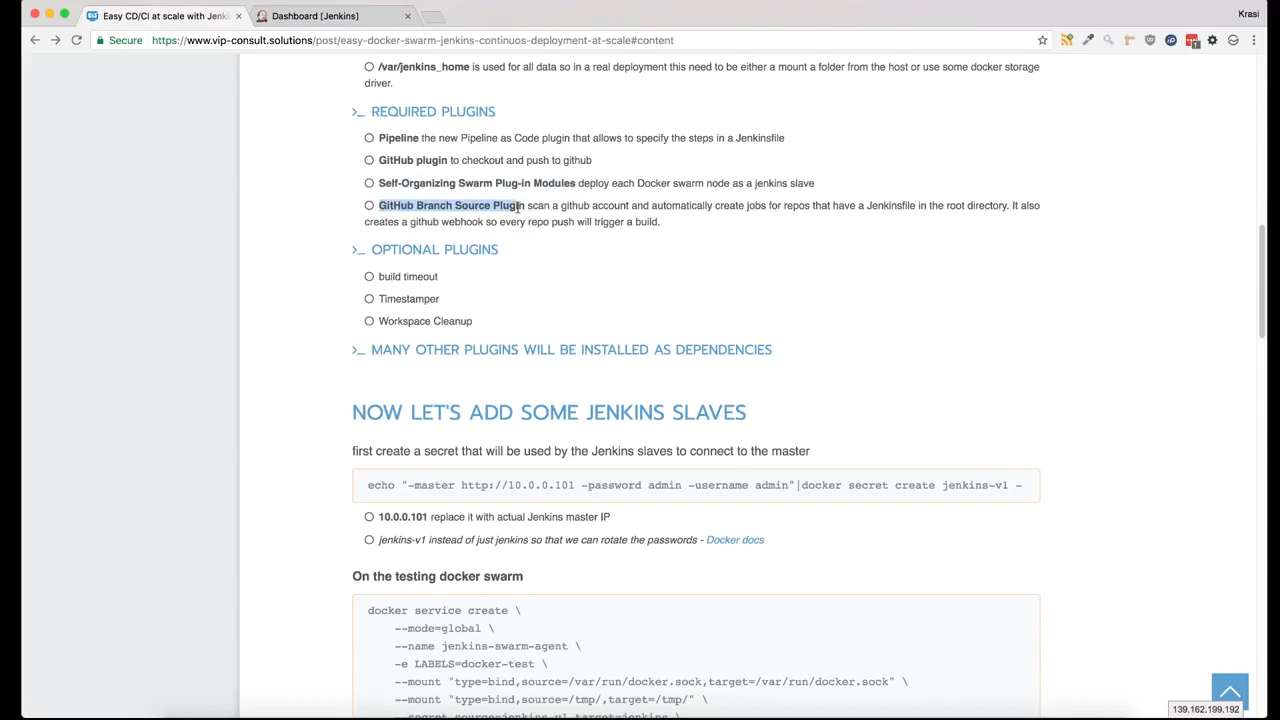 Easy CD/CI at scale with Jenki
Dashboard [Jenkins]
Krasi
Secure https://www.vip-consult.solutions/post/easy-docker-swarm-jenkins-continuos-deployment-at-scale#content
/var/jenkins_home is used for all data so in a real deployment this need to be either a mount a folder from the host or use some docker storage
driver.
>_ REQUIRED PLUGINS
Pipeline the new Pipeline as Code plugin that allows to specify the steps in a Jenkinsfile
GitHub plugin to checkout and push to github
Self-Organizing Swarm Plug-in Modules deploy each Docker swarm node as a jenkins slave
GitHub Branch Source Plugin scan a github account and automatically create jobs for repos that have a Jenkinsfile in the root directory. It also
creates a github webhook so every repo push will trigger a build.
>_ OPTIONAL PLUGINS
build timeout
Timestamper
Workspace Cleanup
>_ MANY OTHER PLUGINS WILL BE INSTALLED AS DEPENDENCIES
NOW LET'S ADD SOME JENKINS SLAVES
first create a secret that will be used by the Jenkins slaves to connect to the master
echo "-master http://10.0.0.101 -password admin -username admin"|docker secret create jenkins-v1 -
10.0.0.101 replace it with actual Jenkins master IP
jenkins-v1 instead of just jenkins so that we can rotate the passwords - Docker docs
On the testing docker swarm
docker service create \
--mode=global \
--name jenkins-swarm-agent \
-e LABELS=docker-test \
--mount "type=bind,source=/var/run/docker.sock,target=/var/run/docker.sock" \
--mount "type=bind,source=/tmp/,target=/tmp/" \
--secret source=jenkins-v1,target=jenkins \
139.162.199.192